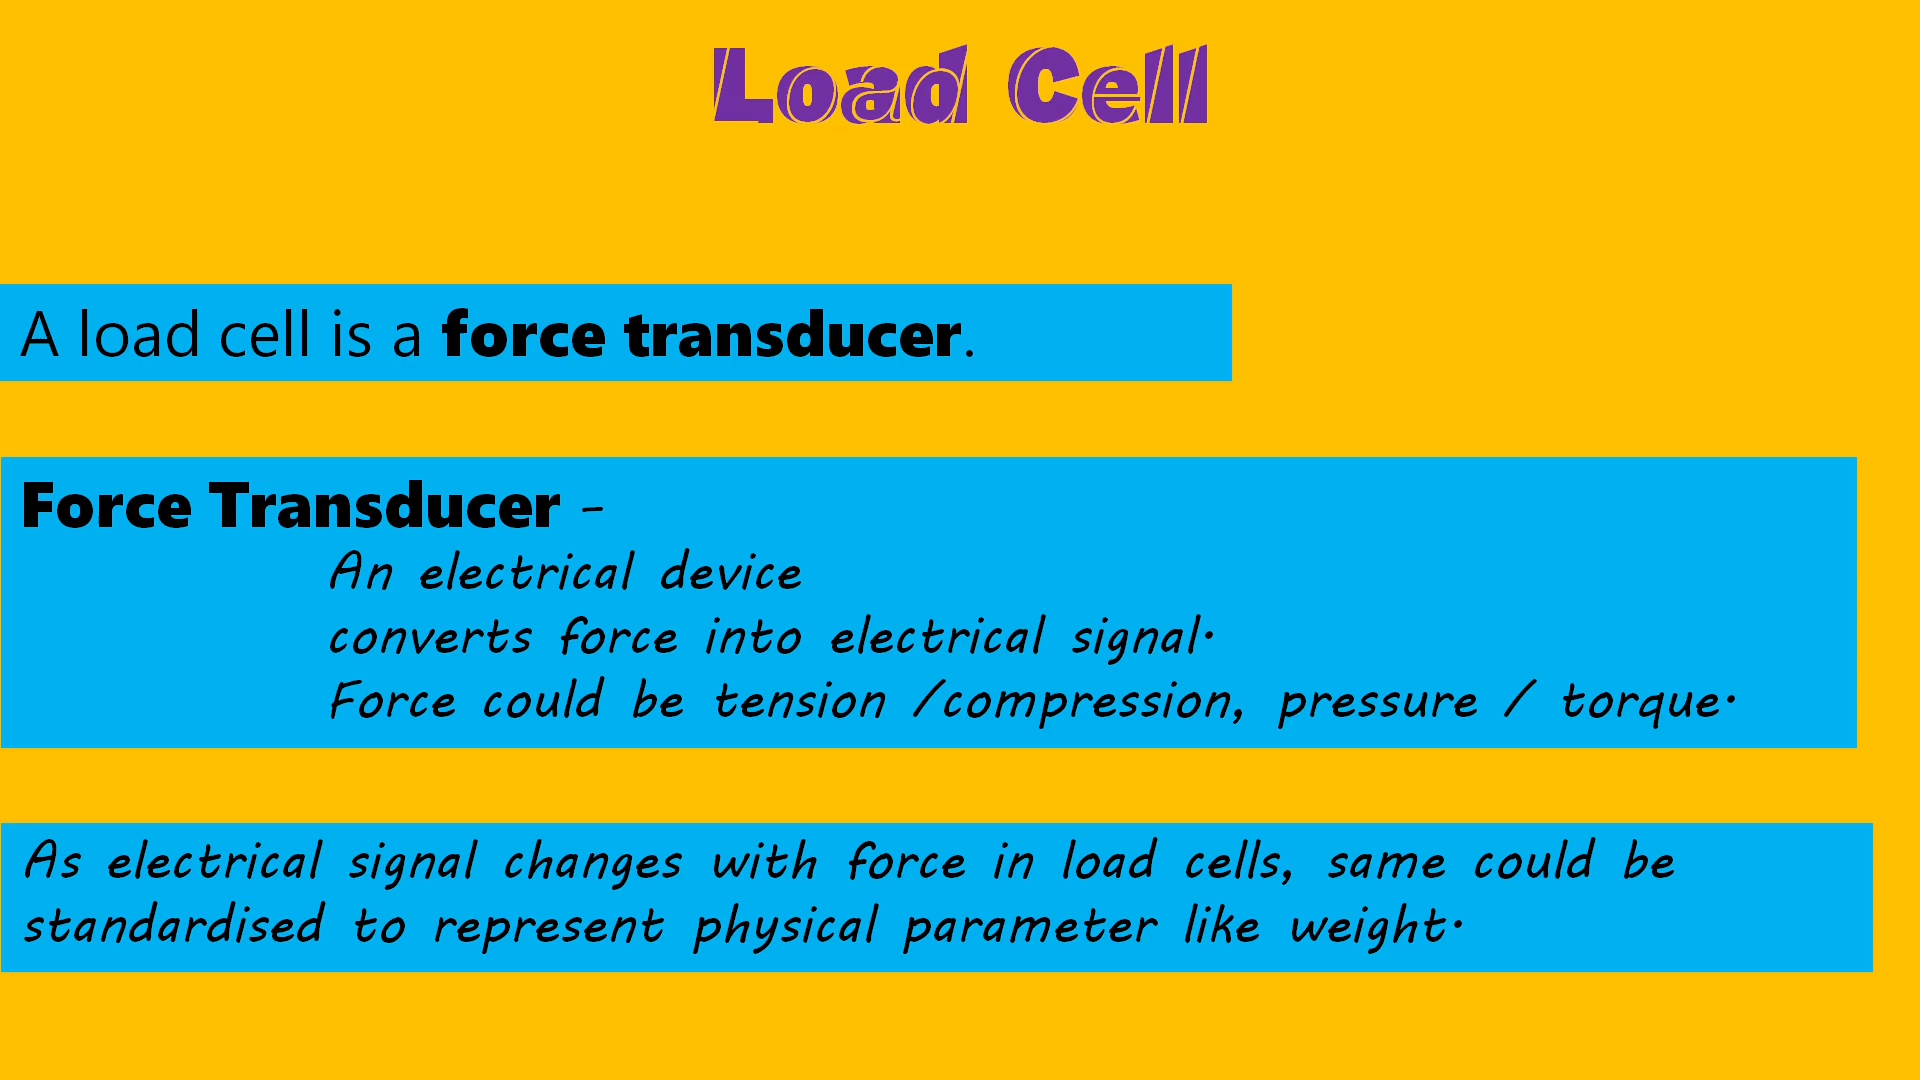 Load Cell
A load cell is a force transducer.
Force Transducer -
An electrical device
converts force into electrical signal.
Force could be tension /compression, pressure / torque.
As electrical signal changes with force in load cells, same could be
standardised to represent physical parameter like weight.